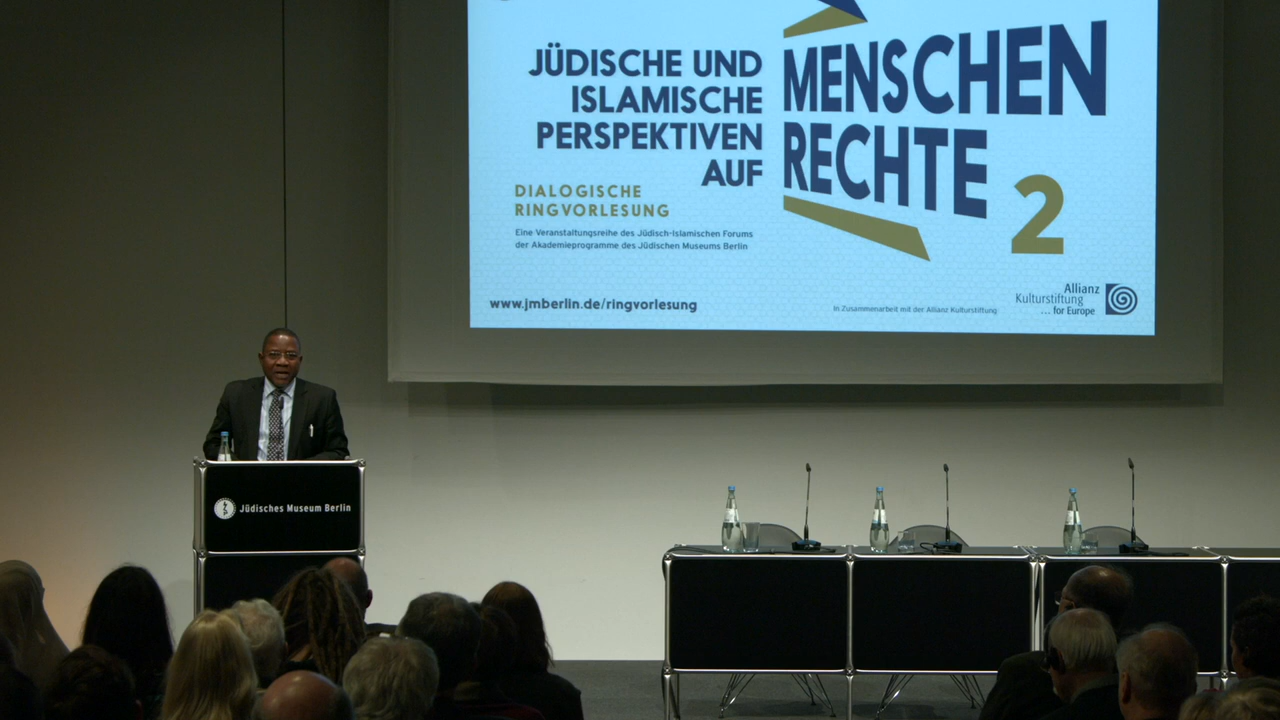 JÜDISCHE UND
ISLAMISCHE
PERSPEKTIVEN
AUF
MENSCHEN
RECHTE
2
DIALOGISCHE
RINGVORLESUNG
Eine Veranstaltungsreihe des Jüdisch-Islamischen Forums
der Akademieprogramme des Jüdischen Museums Berlin
www.jmberlin.de/ringvorlesung
In Zusammenarbeit mit der Allianz Kulturstiftung
Allianz
Kulturstiftung
... for Europe
Jüdisches Museum Berlin